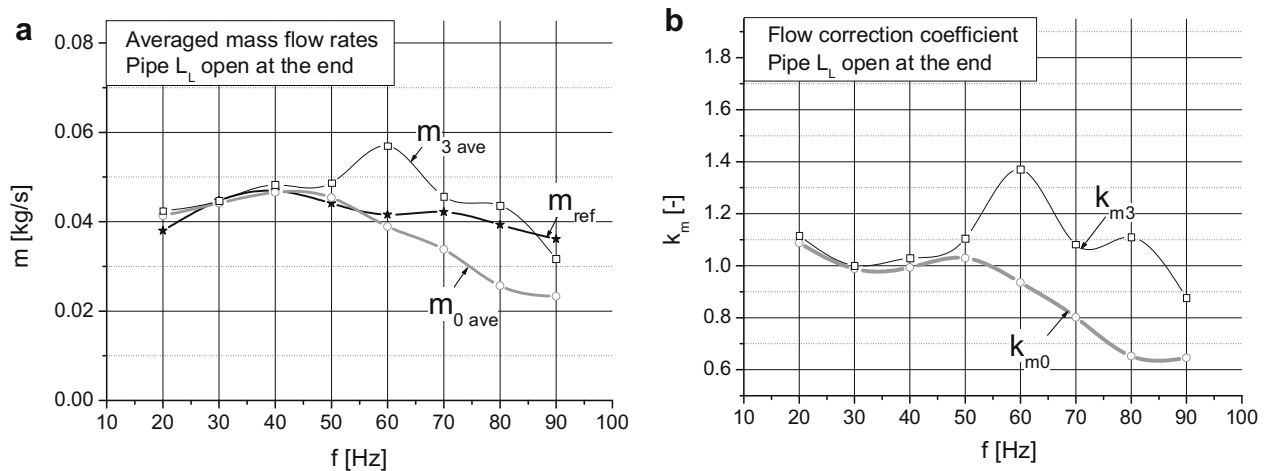 a
Averaged mass flow rates
Pipe L_L open at the end
0.08
0.06
0.04
0.02
0.00
m [kg/s]
m_3 ave
m_ref
m_0 ave
10 20 30 40 50 60 70 80 90 100
f [Hz]
b
Flow correction coefficient
Pipe L_L open at the end
1.8
1.6
1.4
1.2
1.0
0.8
0.6
k_m [-]
k_m3
k_m0
10 20 30 40 50 60 70 80 90 100
f [Hz]